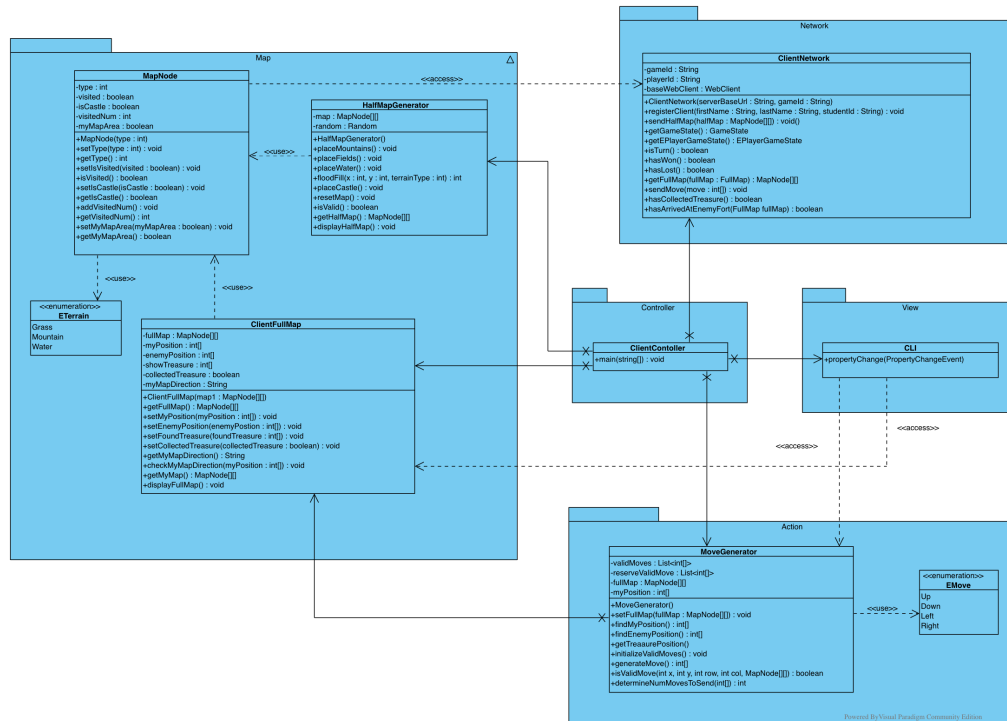 Map
MapNode
-type : int
-visited : boolean
-isCastle : boolean
-visitedNum : int
-myMapArea : boolean
+MapNode(type : int)
+setType(type : int) : void
+getType() : int
+setIsVisited(visited : boolean) : void
+isVisited() : boolean
+setIsCastle(isCastle : boolean) : void
+getIsCastle() : boolean
+addVisitedNum() : void
+getVisitedNum() : int
+setMyMapArea(myMapArea : boolean) : void
+getMyMapArea() : boolean
HalfMapGenerator
-map : MapNode[][]
-random : Random
+HalfMapGenerator()
+placeMountains() : void
+placeFields() : void
+placeWater() : void
+floodFill(x : int, y : int, terrainType : int) : int
+placeCastle() : void
+resetMap() : void
+isValid() : boolean
+getHalfMap() : MapNode[][]
+displayHalfMap() : void
<<use>>
<<access>>
<<use>>
<<use>>
<<enumeration>>
ETerrain
Grass
Mountain
Water
ClientFullMap
-fullMap : MapNode[][]
-myPosition : int[]
-enemyPosition : int[]
-showTreasure : int[]
-collectedTreasure : boolean
-myMapDirection : String
+ClientFullMap(map1 : MapNode[][])
+getFullMap() : MapNode[][]
+setMyPosition(myPosition : int[]) : void
+setEnemyPosition(enemyPostion : int[]) : void
+setFoundTreasure(foundTreasure : int[]) : void
+setCollectedTreasure(collectedTreasure : boolean) : void
+getMyMapDirection() : String
+checkMyMapDirection(myPosition : int[]) : void
+getMyMap() : MapNode[][]
+displayFullMap() : void
Network
ClientNetwork
-gameId : String
-playerId : String
-baseWebClient : WebClient
+ClientNetwork(serverBaseUrl : String, gameId : String)
+registerClient(firstName : String, lastName : String, studentId : String) : void
+sendHalfMap(halfMap : MapNode[][]) : void()
+getGameState() : GameState
+getEPlayerGameState() : EPlayerGameState
+isTurn() : boolean
+hasWon() : boolean
+hasLost() : boolean
+getFullMap(fullMap : FullMap) : MapNode[][]
+sendMove(move : int[]) : void
+hasCollectedTreasure() : boolean
+hasArrivedAtEnemyFort(FullMap fullMap) : boolean
Controller
ClientContoller
+main(string[]) : void
View
CLI
+propertyChange(PropertyChangeEvent)
<<access>>
<<access>>
Action
MoveGenerator
-validMoves : List<int[]>
-reserveValidMove : List<int[]>
-fullMap : MapNode[][]
-myPosition : int[]
+MoveGenerator()
+setFullMap(fullMap : MapNode[][]) : void
+findMyPosition() : int[]
+findEnemyPosition() : int[]
+getTreaaurePosition()
+initializeValidMoves() : void
+generateMove() : int[]
+isValidMove(int x, int y, int row, int col, MapNode[][]) : boolean
+determineNumMovesToSend(int[]) : int
<<use>>
<<enumeration>>
EMove
Up
Down
Left
Right
Powered By Visual Paradigm Community Edition